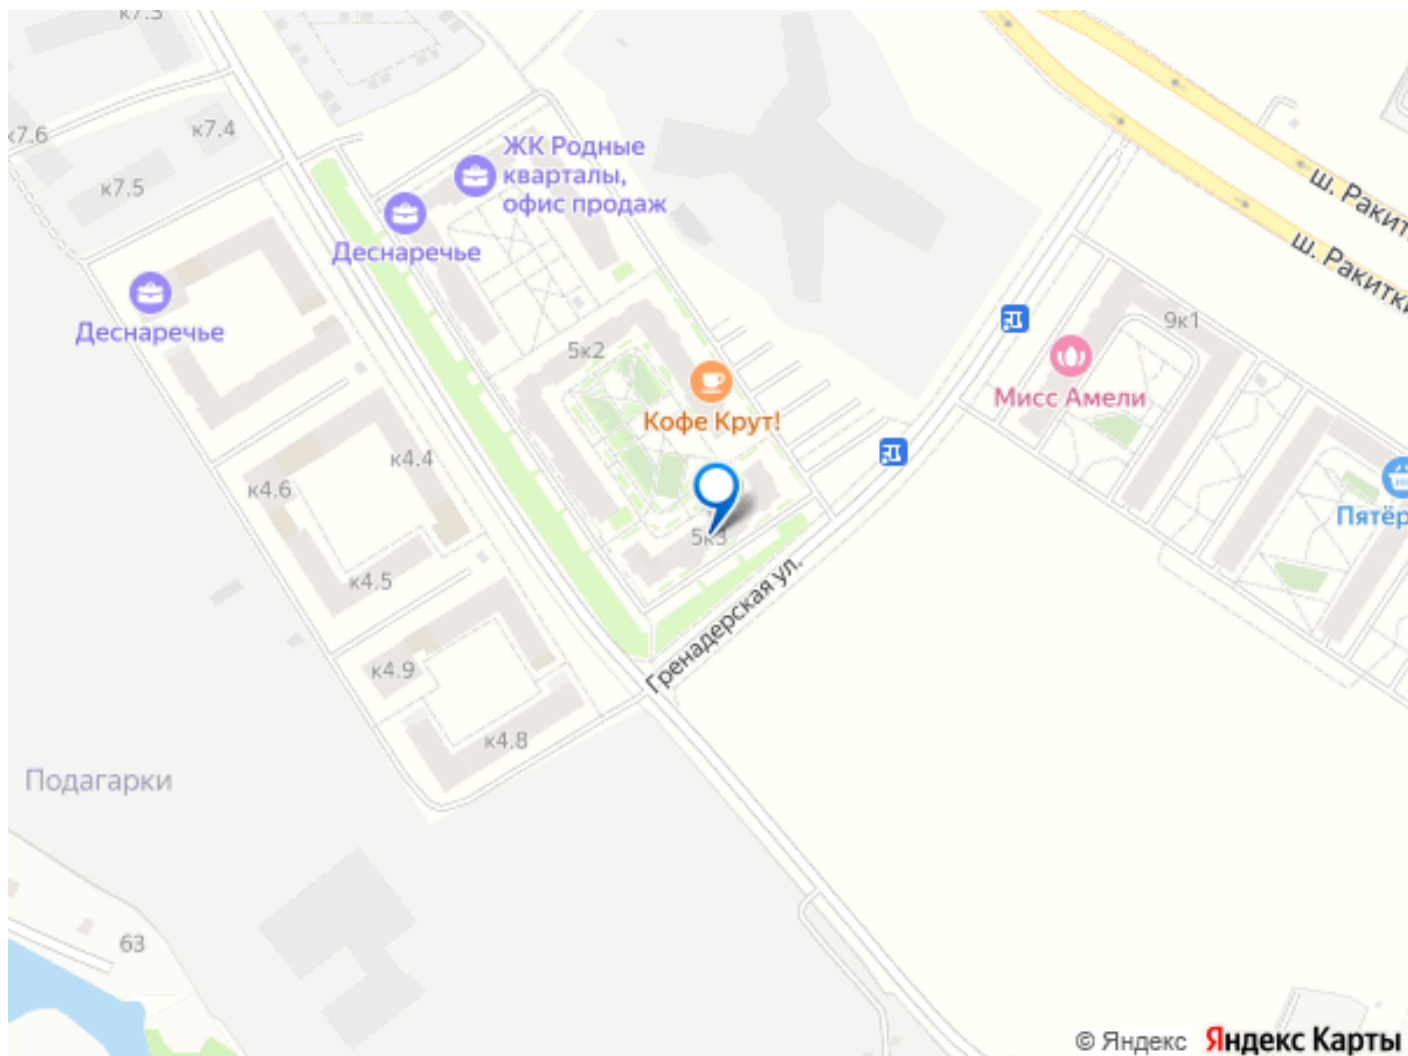 к7.3
к7.6
к7.4
к7.5
ЖК Родные
кварталы,
офис продаж
Деснаречье
Деснаречье
ш. Ракит
ш. Ракитки
9к1
5к2
Мисс Амели
Кофе Крут!
к4.4
к4.6
Пятёр
5к3
к4.5
Гренадерская ул.
к4.9
к4.8
Подагарки
63
© Яндекс Яндекс Карты